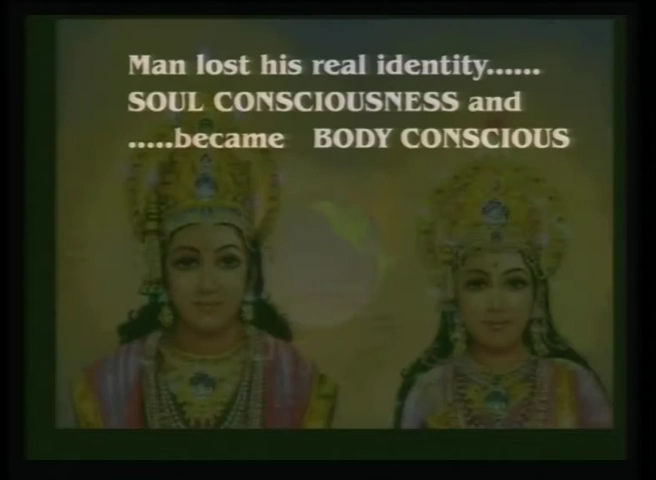 Man lost his real identity......
SOUL CONSCIOUSNESS and
.....became BODY CONSCIOUS